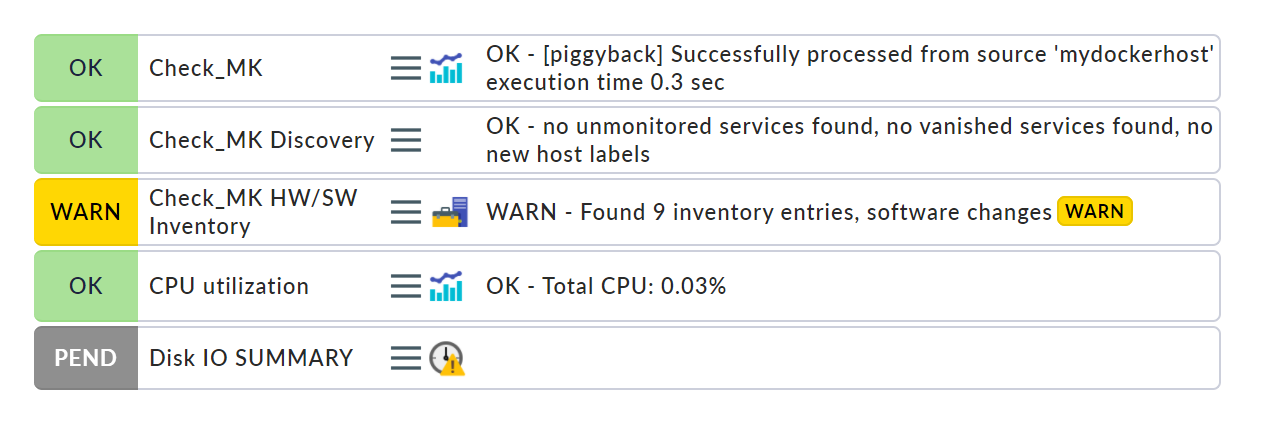 OK Check_MK OK - [piggyback] Successfully processed from source 'mydockerhost'
execution time 0.3 sec
OK Check_MK Discovery OK - no unmonitored services found, no vanished services found, no
new host labels
WARN Check_MK HW/SW
Inventory WARN - Found 9 inventory entries, software changes WARN
OK CPU utilization OK - Total CPU: 0.03%
PEND Disk IO SUMMARY